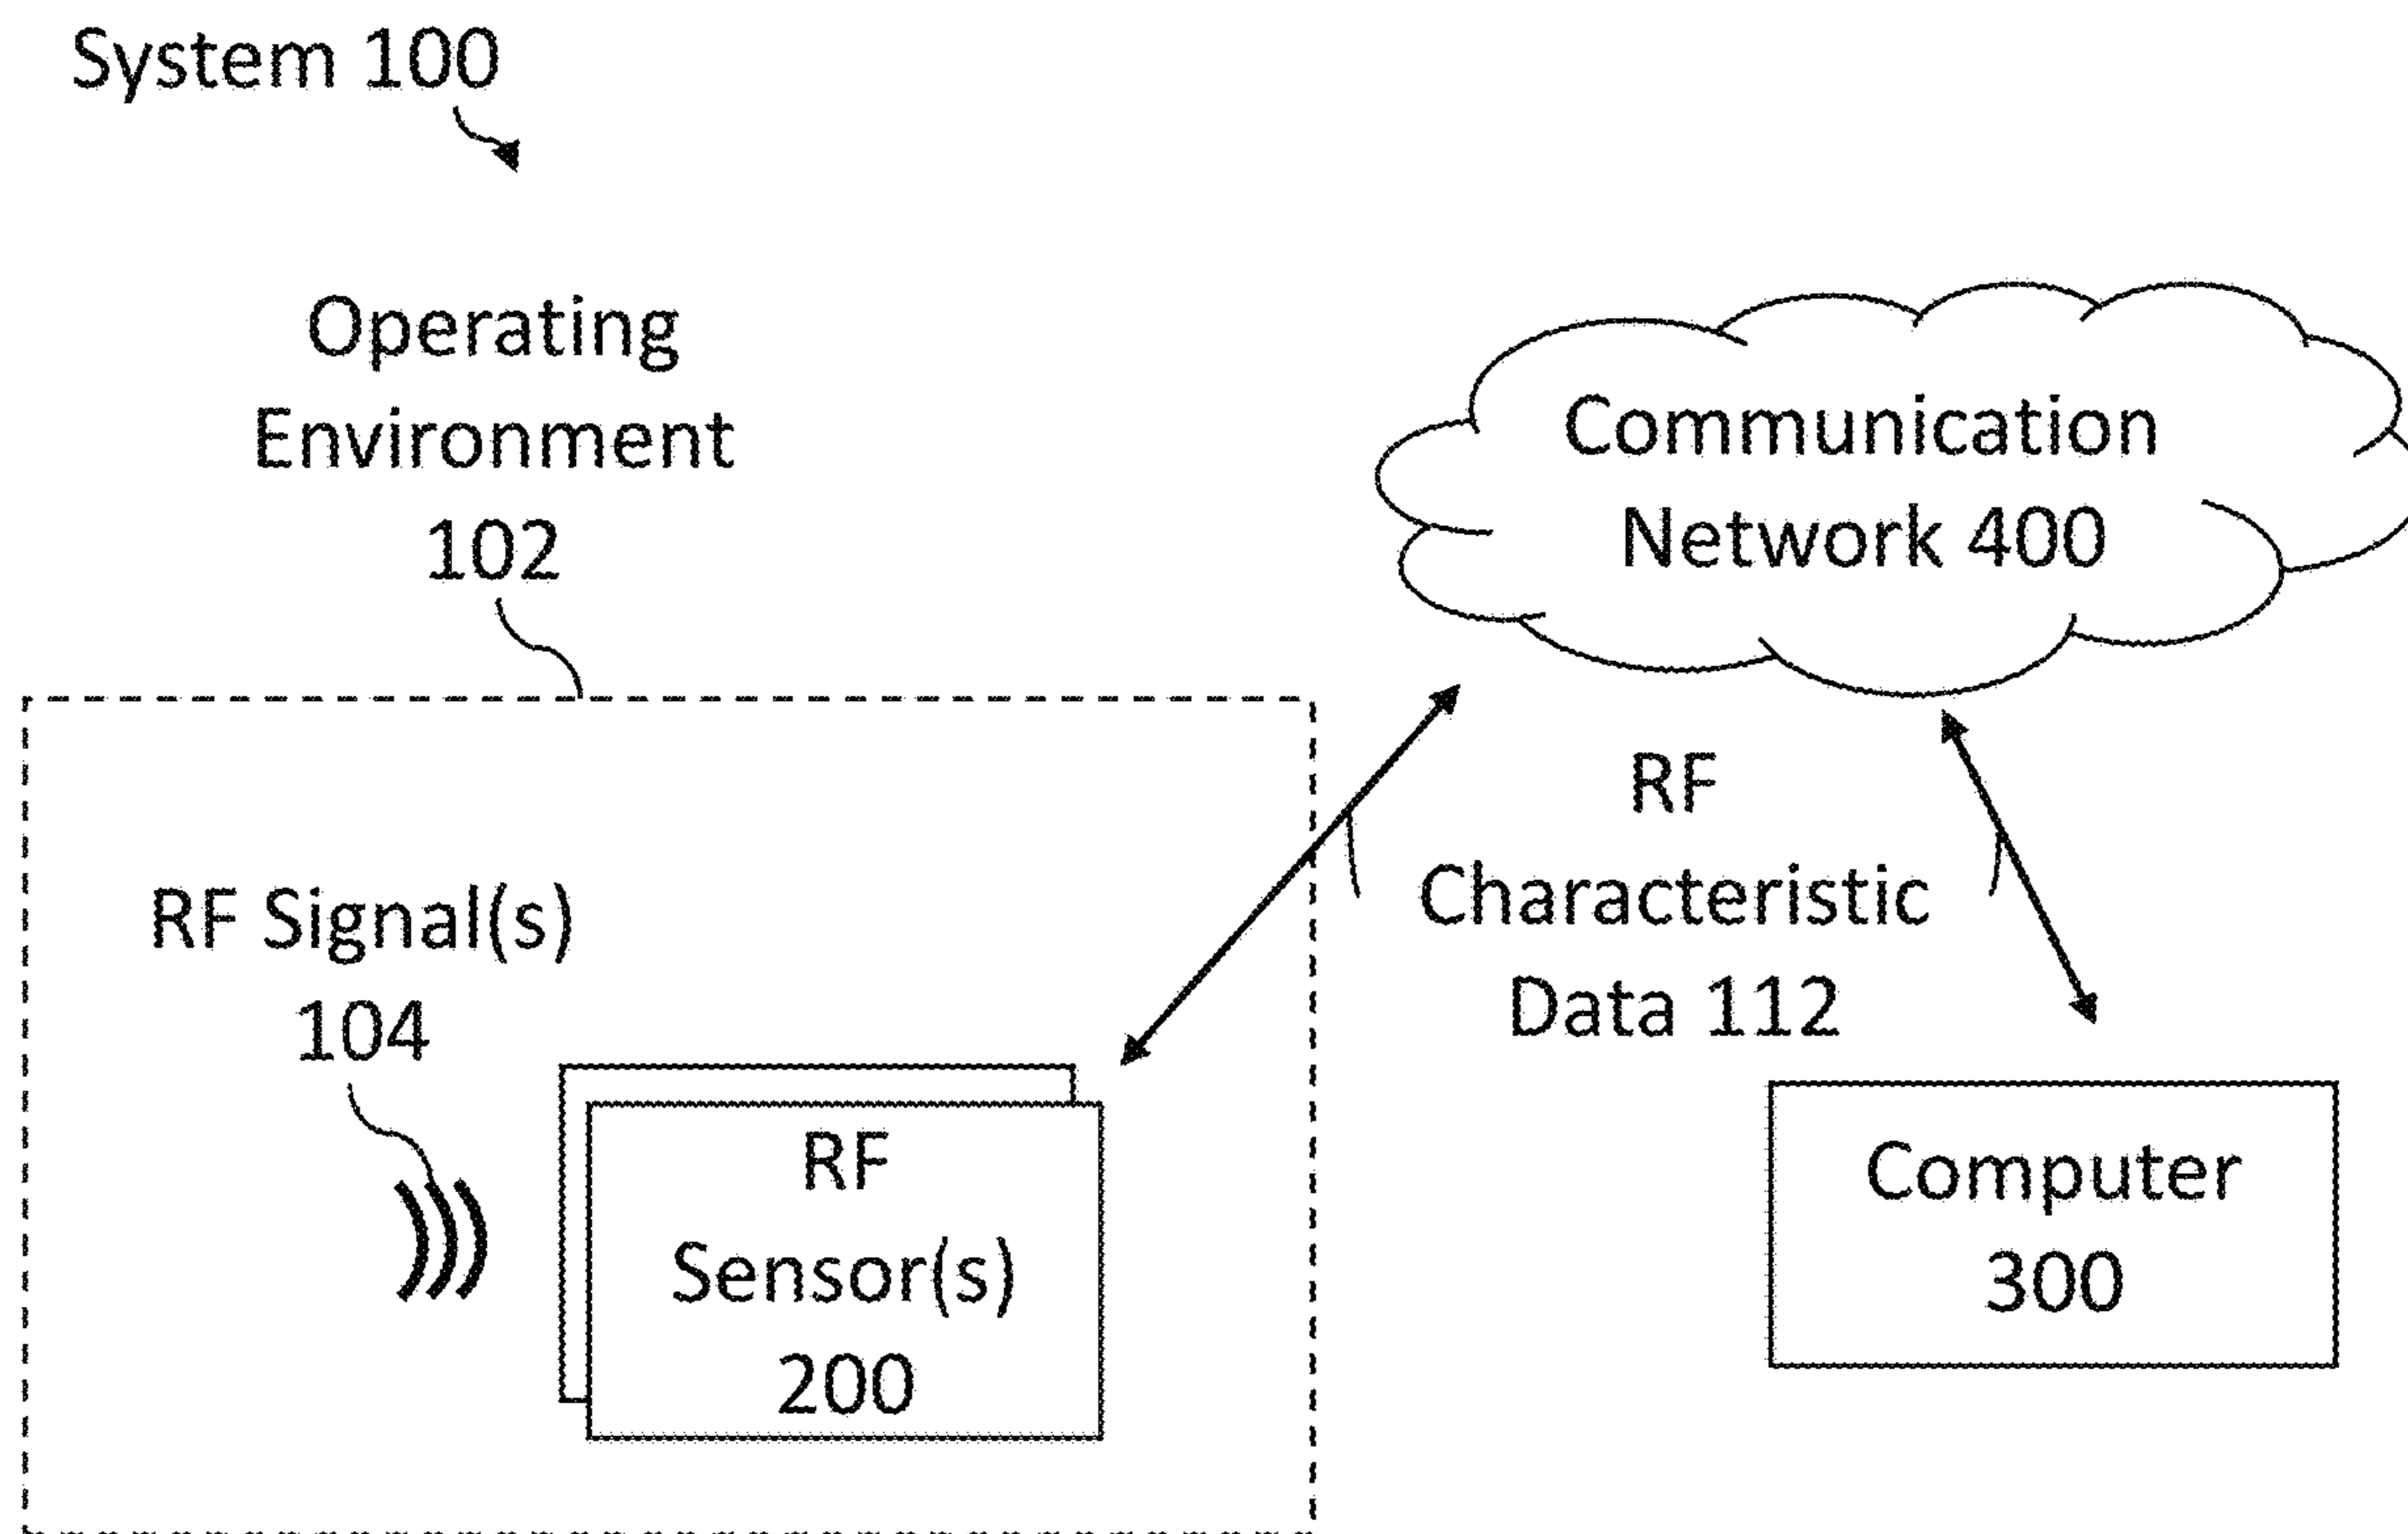 System 100
Operating
Environment
102
Communication
Network 400
RF
Characteristic
Data 112
RF Signal(s)
104
RF
Sensor(s)
200
Computer
300